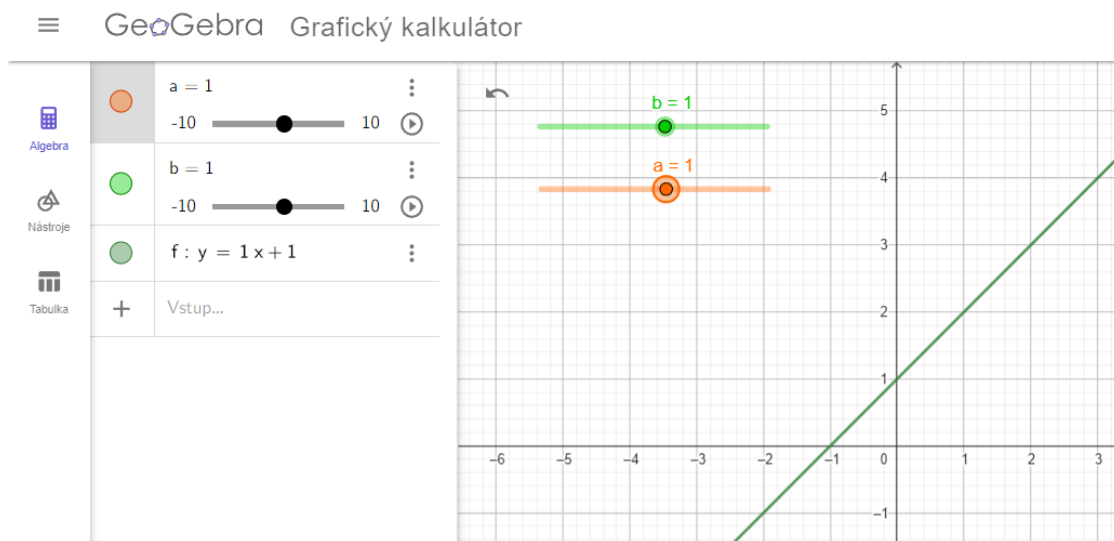 GeoGebra Grafický kalkulátor
Algebra
Nástroje
Tabulka
a = 1
-10 10
b = 1
-10 10
f : y = 1 x + 1
Vstup...
b = 1
a = 1
5
4
3
2
1
–6 –5 –4 –3 –2 –1 0 1 2 3
–1